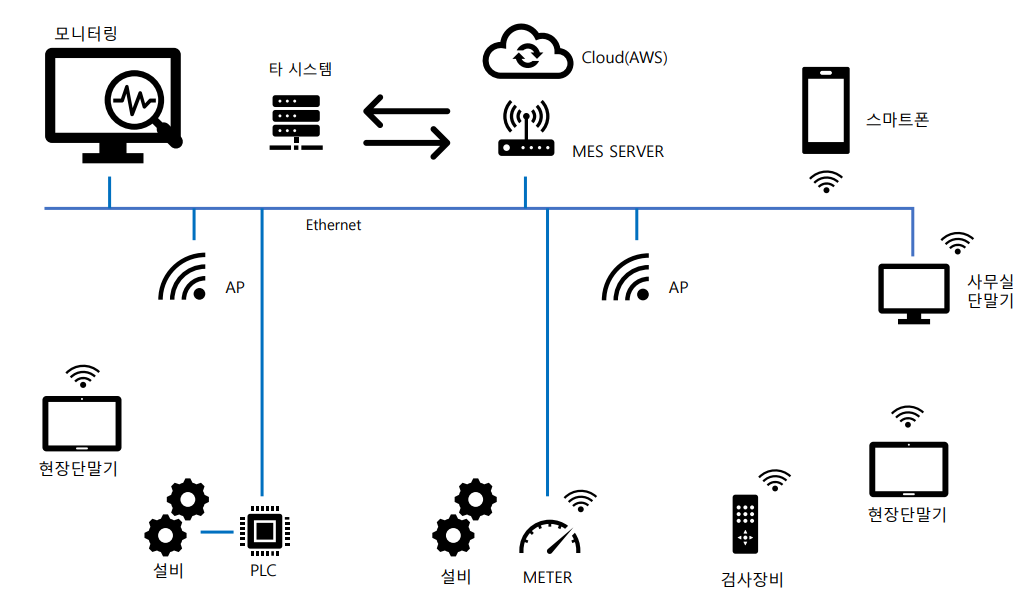 모니터링
타 시스템
Cloud(AWS)
MES SERVER
스마트폰
Ethernet
AP
AP
사무실
단말기
현장단말기
현장단말기
설비
PLC
설비
METER
검사장비